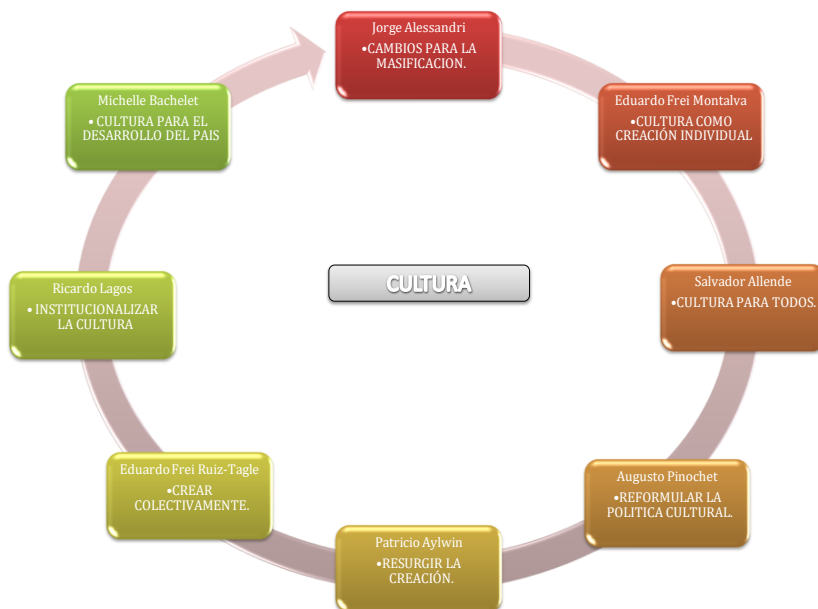 Jorge Alessandri
•CAMBIOS PARA LA
MASIFICACION.
Eduardo Frei Montalva
•CULTURA COMO
CREACIÓN INDIVIDUAL
Salvador Allende
•CULTURA PARA TODOS.
Augusto Pinochet
•REFORMULAR LA
POLITICA CULTURAL.
Patricio Aylwin
•RESURGIR LA
CREACIÓN.
Eduardo Frei Ruiz-Tagle
•CREAR
COLECTIVAMENTE.
Ricardo Lagos
• INSTITUCIONALIZAR
LA CULTURA
Michelle Bachelet
• CULTURA PARA EL
DESARROLLO DEL PAIS
CULTURA